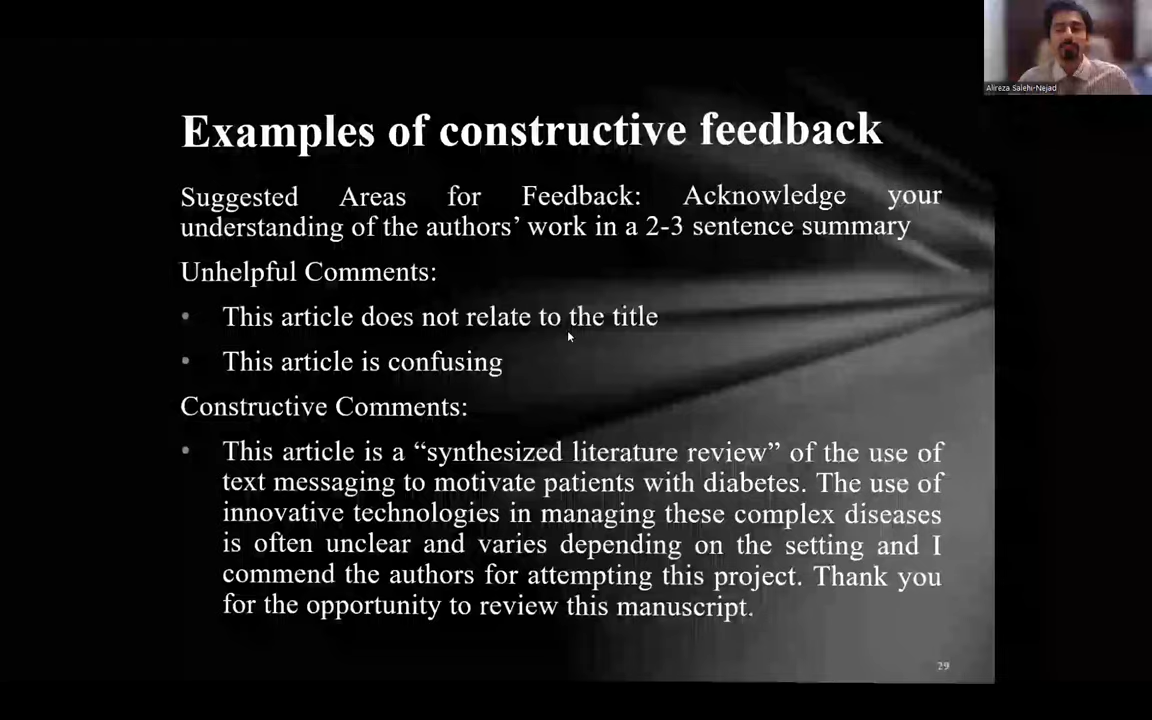 Alireza Salehi-Nejad
Examples of constructive feedback
Suggested Areas for Feedback: Acknowledge your
understanding of the authors’ work in a 2-3 sentence summary
Unhelpful Comments:
• This article does not relate to the title
• This article is confusing
Constructive Comments:
• This article is a “synthesized literature review” of the use of
text messaging to motivate patients with diabetes. The use of
innovative technologies in managing these complex diseases
is often unclear and varies depending on the setting and I
commend the authors for attempting this project. Thank you
for the opportunity to review this manuscript.
29